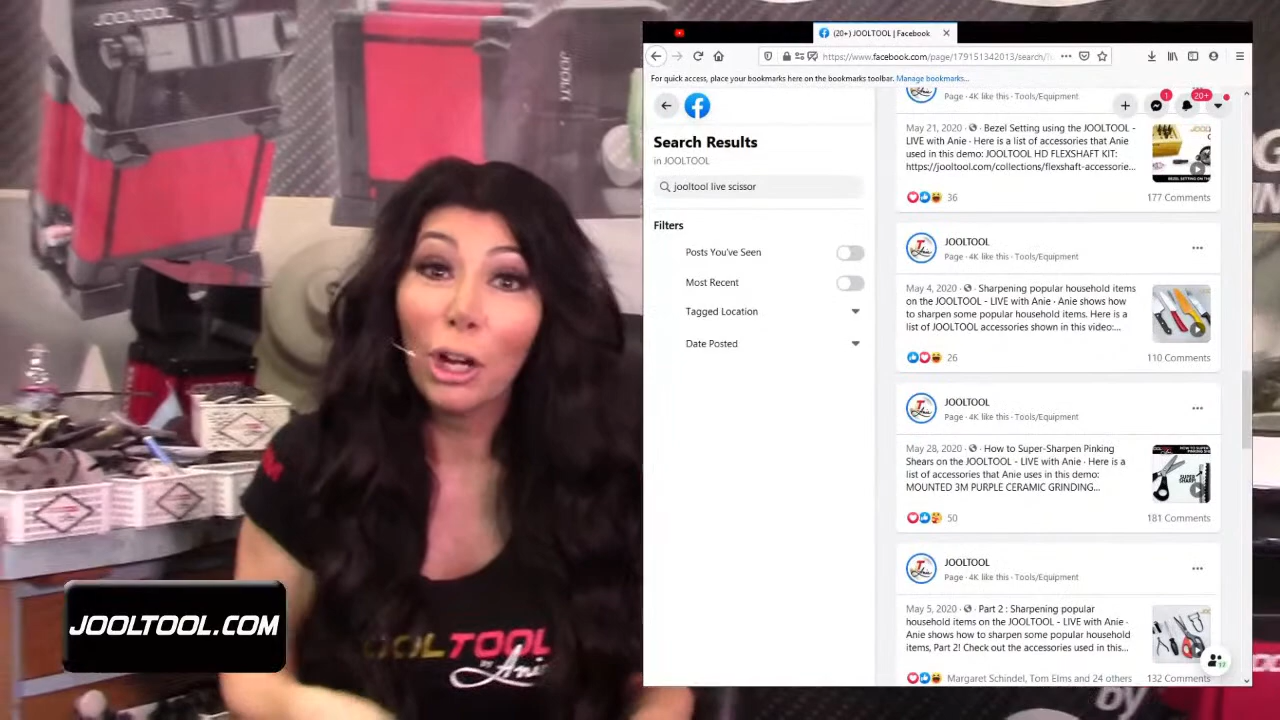 JOOLTOOL
(20+) JOOLTOOL | Facebook
https://www.facebook.com/page/179151342013/search/
For quick access, place your bookmarks here on the bookmarks toolbar. Manage bookmarks...
Search Results
in JOOLTOOL
jooltool live scissor
Filters
Posts You've Seen
Most Recent
Tagged Location
Date Posted
1
20+
Page · 4K like this · Tools/Equipment
May 21, 2020 · Bezel Setting using the JOOLTOOL -
LIVE with Anie · Here is a list of accessories that Anie
used in this demo: JOOLTOOL HD FLEXSHAFT KIT:
https://jooltool.com/collections/flexshaft-accessorie...
36
177 Comments
JOOLTOOL
Page · 4K like this · Tools/Equipment
May 4, 2020 · Sharpening popular household items
on the JOOLTOOL - LIVE with Anie · Anie shows how
to sharpen some popular household items. Here is a
list of JOOLTOOL accessories shown in this video:...
26
110 Comments
JOOLTOOL
Page · 4K like this · Tools/Equipment
May 28, 2020 · How to Super-Sharpen Pinking
Shears on the JOOLTOOL - LIVE with Anie · Here is a
list of accessories that Anie uses in this demo:
MOUNTED 3M PURPLE CERAMIC GRINDING...
50
181 Comments
JOOLTOOL
Page · 4K like this · Tools/Equipment
May 5, 2020 · Part 2 : Sharpening popular
household items on the JOOLTOOL - LIVE with Anie ·
Anie shows how to sharpen some popular household
items, Part 2! Check out the accessories used in this...
Margaret Schindel, Tom Elms and 24 others
132 Comments
17
JOOLTOOL.COM
OOLTOOL
by Ani
by